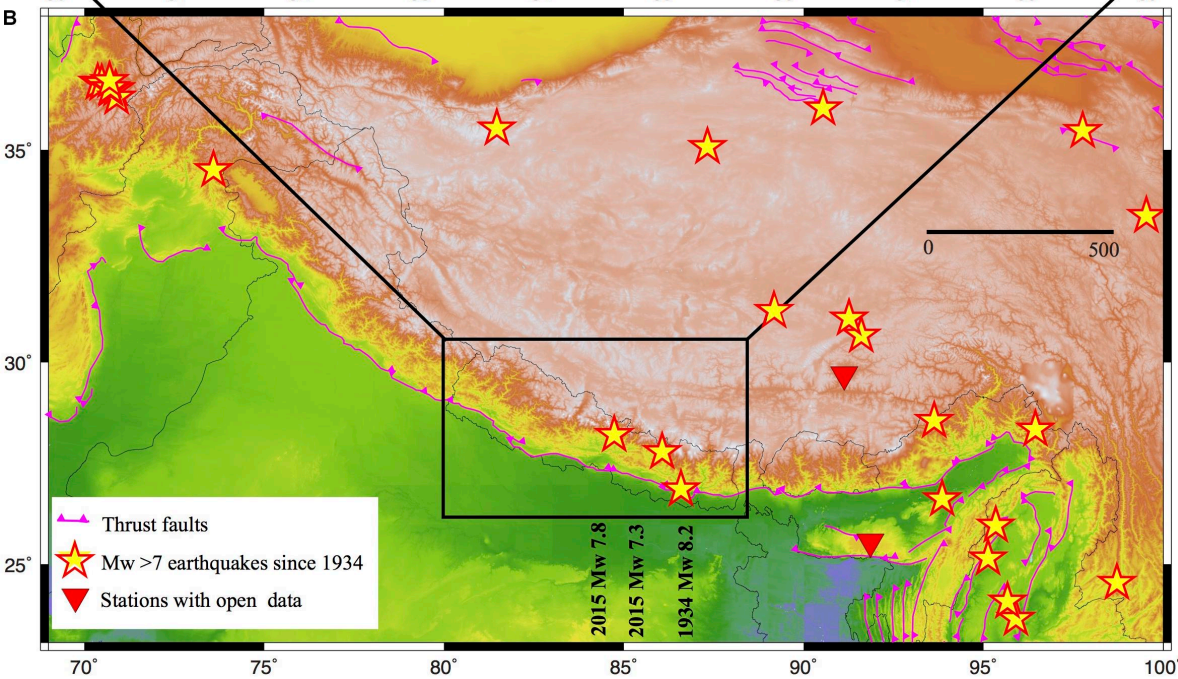 B
35°
30°
25°
0 500
2015 Mw 7.8
2015 Mw 7.3
1934 Mw 8.2
Thrust faults
Mw >7 earthquakes since 1934
Stations with open data
70° 75° 80° 85° 90° 95° 100°